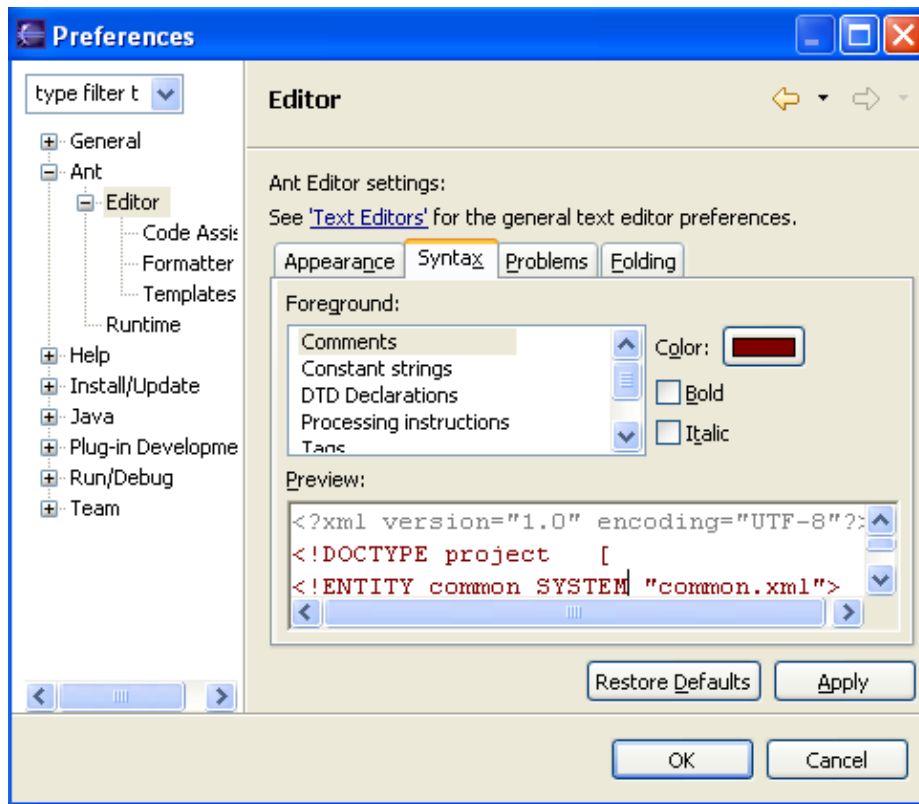 Preferences
type filter t
General
Ant
Editor
Code Assis
Formatter
Templates
Runtime
Help
Install/Update
Java
Plug-in Developme
Run/Debug
Team
Editor
Ant Editor settings:
See 'Text Editors' for the general text editor preferences.
Appearance Syntax Problems Folding
Foreground:
Comments
Constant strings
DTD Declarations
Processing instructions
Tags
Color:
Bold
Italic
Preview:
<?xml version="1.0" encoding="UTF-8"?>
<!DOCTYPE project [
<!ENTITY common SYSTEM "common.xml">
Restore Defaults Apply
OK Cancel